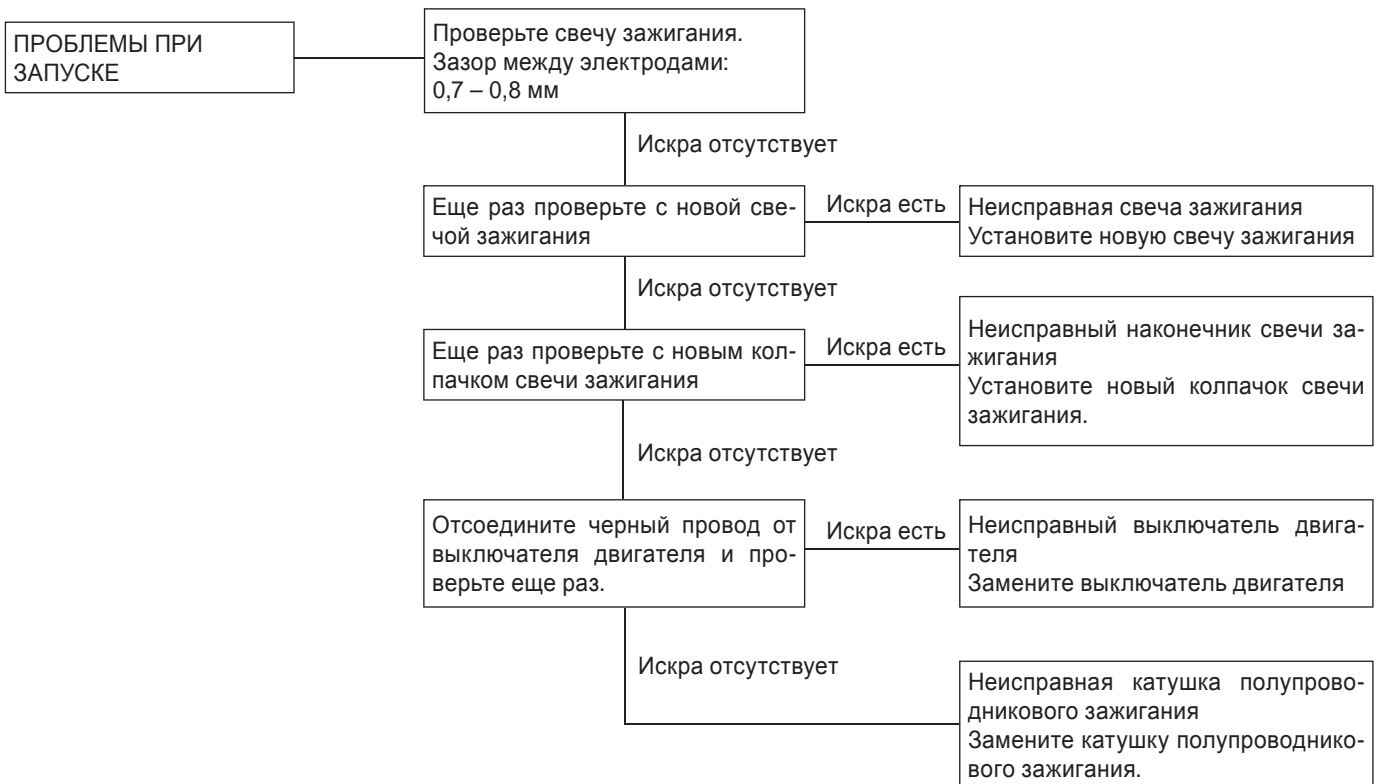 ПРОБЛЕМЫ ПРИ
ЗАПУСКЕ
Проверьте свечу зажигания.
Зазор между электродами:
0,7 – 0,8 мм
Искра отсутствует
Еще раз проверьте с новой све-
чой зажигания
Искра есть
Неисправная свеча зажигания
Установите новую свечу зажигания
Искра отсутствует
Еще раз проверьте с новым кол-
пачком свечи зажигания
Искра есть
Неисправный наконечник свечи за-
жигания
Установите новый колпачок свечи
зажигания.
Искра отсутствует
Отсоедините черный провод от
выключателя двигателя и про-
верьте еще раз.
Искра есть
Неисправный выключатель двига-
теля
Замените выключатель двигателя
Искра отсутствует
Неисправная катушка полупрово-
дникового зажигания
Замените катушку полупроводнико-
вого зажигания.